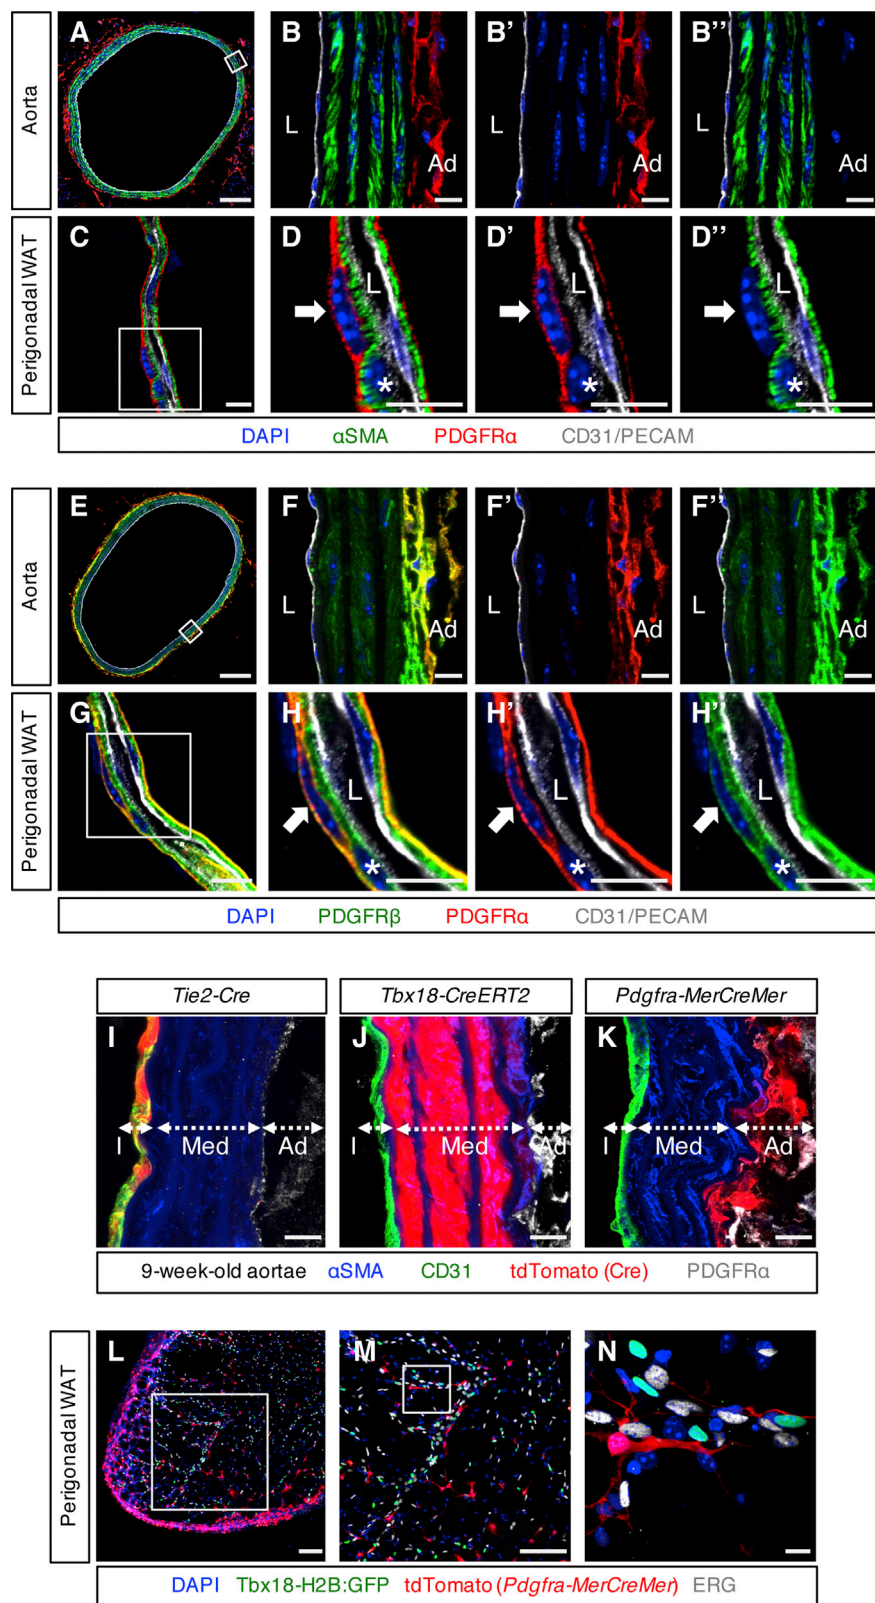 Aorta
A
B
L
Ad
B'
L
Ad
B''
L
Ad
Perigonadal WAT
C
D
L
*
D'
L
*
D''
*
DAPI αSMA PDGFRα CD31/PECAM
Aorta
E
F
L
Ad
F'
L
Ad
F''
L
Ad
Perigonadal WAT
G
H
L
*
H'
L
*
H''
L
*
DAPI PDGFRβ PDGFRα CD31/PECAM
Tie2-Cre
Tbx18-CreERT2
Pdgfra-MerCreMer
I
I Med Ad
J
I Med Ad
K
I Med Ad
9-week-old aortae αSMA CD31 tdTomato (Cre) PDGFRα
Perigonadal WAT
L
M
N
DAPI Tbx18-H2B:GFP tdTomato (Pdgfra-MerCreMer) ERG